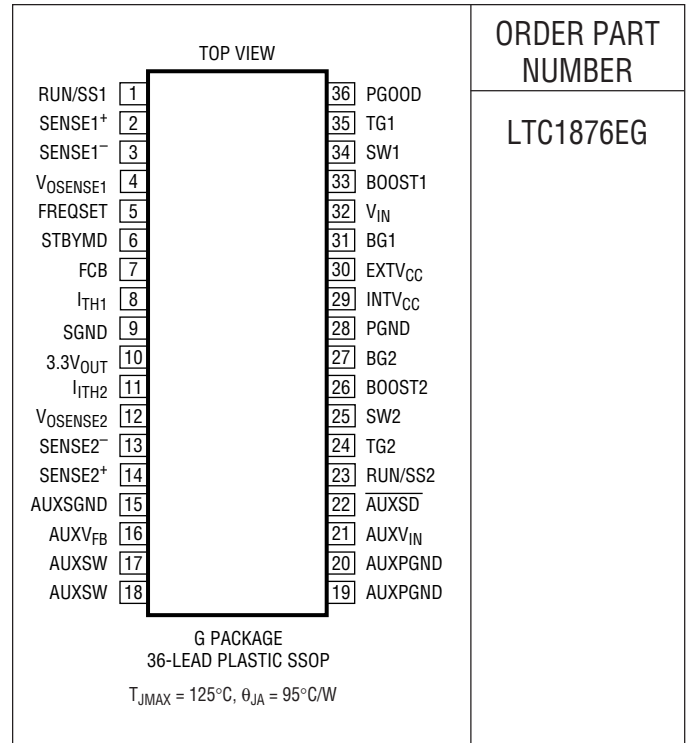 TOP VIEW
RUN/SS1 1
SENSE1⁺ 2
SENSE1⁻ 3
VOSENSE1 4
FREQSET 5
STBYMD 6
FCB 7
ITH1 8
SGND 9
3.3VOUT 10
IITH2 11
VOSENSE2 12
SENSE2⁻ 13
SENSE2⁺ 14
AUXSGND 15
AUXVFB 16
AUXSW 17
AUXSW 18
36 PGOOD
35 TG1
34 SW1
33 BOOST1
32 VIN
31 BG1
30 EXTVCC
29 INTVCC
28 PGND
27 BG2
26 BOOST2
25 SW2
24 TG2
23 RUN/SS2
22 A̅U̅X̅S̅D̅
21 AUXVIN
20 AUXPGND
19 AUXPGND
G PACKAGE
36-LEAD PLASTIC SSOP
TJMAX = 125°C, θJA = 95°C/W
ORDER PART
NUMBER
LTC1876EG